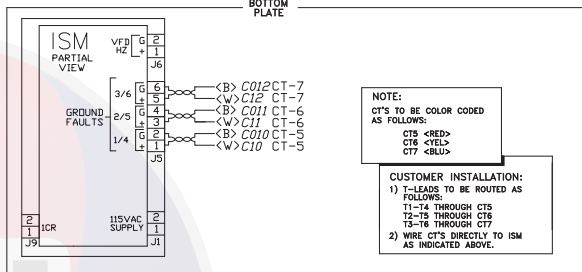 BOTTOM
PLATE
ISM
PARTIAL
VIEW
VFD G 2
HZ + 1
J6
3/6 G 6 <B> C012 CT-7
+ 5 <W> C12 CT-7
GROUND
FAULTS
2/5 G 4 <B> C011 CT-6
+ 3 <W> C11 CT-6
1/4 G 2 <B> C010 CT-5
+ 1 <W> C10 CT-5
J5
2
1 1CR
J9
115VAC 2
SUPPLY 1
J1
NOTE:
CT'S TO BE COLOR CODED
AS FOLLOWS:
CT5 <RED>
CT6 <YEL>
CT7 <BLU>
CUSTOMER INSTALLATION:
1) T-LEADS TO BE ROUTED AS
FOLLOWS:
T1-T4 THROUGH CT5
T2-T5 THROUGH CT6
T3-T6 THROUGH CT7
2) WIRE CT'S DIRECTLY TO ISM
AS INDICATED ABOVE.